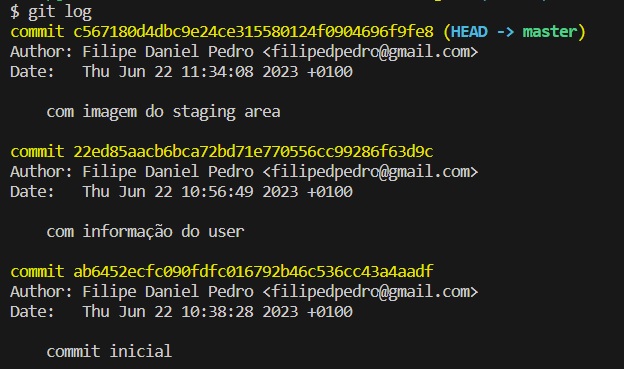 $ git log
commit c567180d4dbc9e24ce315580124f0904696f9fe8 (HEAD -> master)
Author: Filipe Daniel Pedro <filipedpedro@gmail.com>
Date:   Thu Jun 22 11:34:08 2023 +0100
    com imagem do staging area
commit 22ed85aacb6bca72bd71e770556cc99286f63d9c
Author: Filipe Daniel Pedro <filipedpedro@gmail.com>
Date:   Thu Jun 22 10:56:49 2023 +0100
    com informação do user
commit ab6452ecfc090fdfc016792b46c536cc43a4aadf
Author: Filipe Daniel Pedro <filipedpedro@gmail.com>
Date:   Thu Jun 22 10:38:28 2023 +0100
    commit inicial